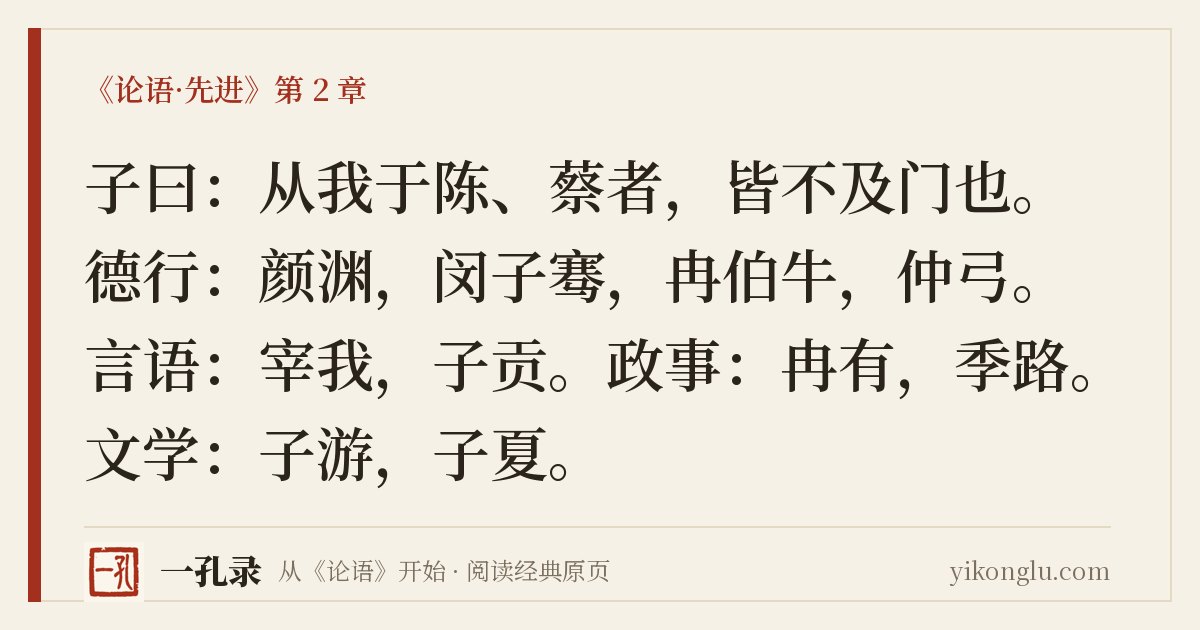 《论语·先进》第 2 章
子曰：从我于陈、蔡者，皆不及门也。
德行：颜渊，闵子骞，冉伯牛，仲弓。
言语：宰我，子贡。政事：冉有，季路。
文学：子游，子夏。
一孔 一孔录 从《论语》开始 · 阅读经典原页 yikonglu.com